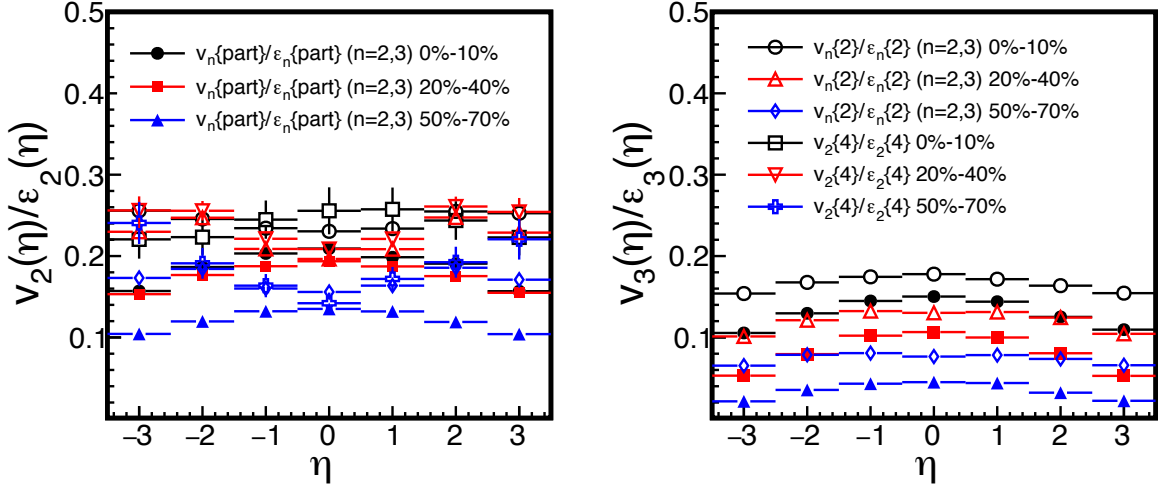 0.5
0.4
0.3
0.2
0.1
v₂(η)/ε₂(η)
vₙ{part}/εₙ{part} (n=2,3) 0%-10%
vₙ{part}/εₙ{part} (n=2,3) 20%-40%
vₙ{part}/εₙ{part} (n=2,3) 50%-70%
−3 −2 −1 0 1 2 3
η
0.5
0.4
0.3
0.2
0.1
v₃(η)/ε₃(η)
vₙ{2}/εₙ{2} (n=2,3) 0%-10%
vₙ{2}/εₙ{2} (n=2,3) 20%-40%
vₙ{2}/εₙ{2} (n=2,3) 50%-70%
v₂{4}/ε₂{4} 0%-10%
v₂{4}/ε₂{4} 20%-40%
v₂{4}/ε₂{4} 50%-70%
−3 −2 −1 0 1 2 3
η